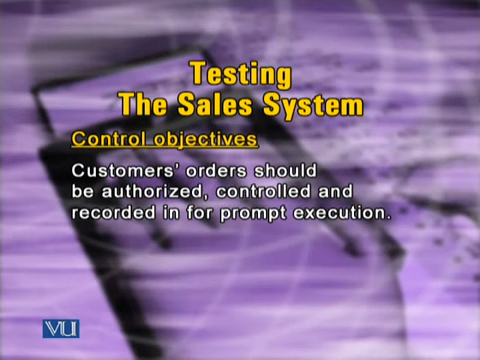 Testing
The Sales System
Control objectives
Customers' orders should
be authorized, controlled and
recorded in for prompt execution.
VU